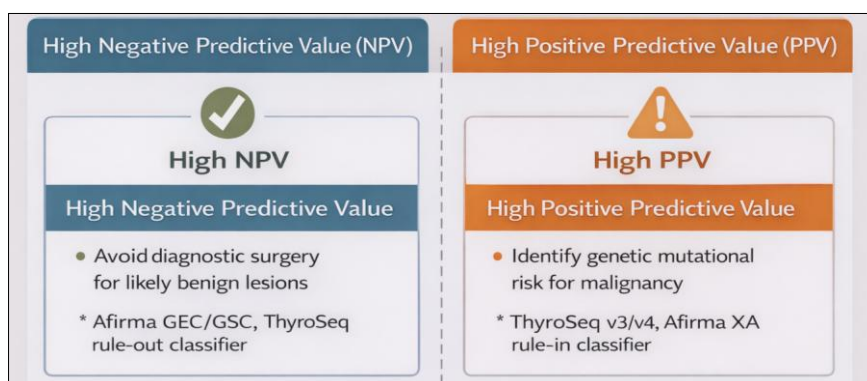 High Negative Predictive Value (NPV)
High NPV
High Negative Predictive Value
• Avoid diagnostic surgery
for likely benign lesions
* Afirma GEC/GSC, ThyroSeq
rule-out classifier
High Positive Predictive Value (PPV)
High PPV
High Positive Predictive Value
• Identify genetic mutational
risk for malignancy
* ThyroSeq v3/v4, Afirma XA
rule-in classifier